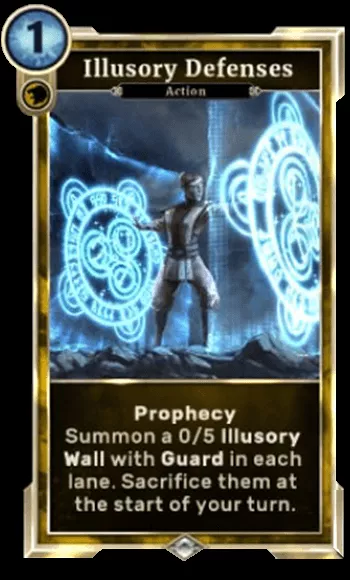 1
Illusory Defenses
Action
Prophecy
Summon a 0/5 Illusory
Wall with Guard in each
lane. Sacrifice them at
the start of your turn.